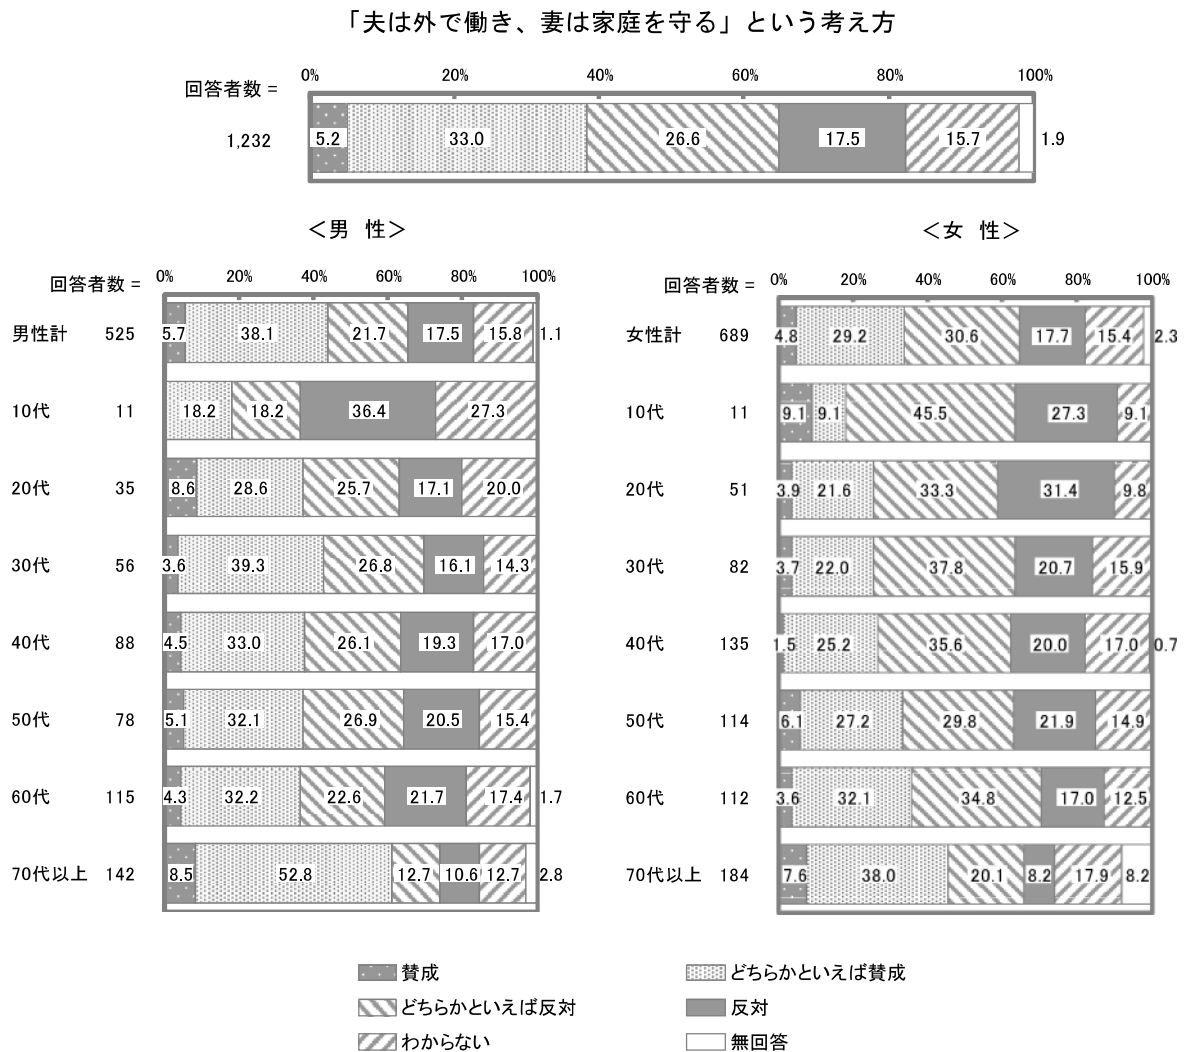 「夫は外で働き、妻は家庭を守る」という考え方
0% 20% 40% 60% 80% 100%
回答者数 =
1,232 5.2 33.0 26.6 17.5 15.7 1.9
＜男 性＞
0% 20% 40% 60% 80% 100%
回答者数 =
男性計 525 5.7 38.1 21.7 17.5 15.8 1.1
10代 11 18.2 18.2 36.4 27.3
20代 35 8.6 28.6 25.7 17.1 20.0
30代 56 3.6 39.3 26.8 16.1 14.3
40代 88 4.5 33.0 26.1 19.3 17.0
50代 78 5.1 32.1 26.9 20.5 15.4
60代 115 4.3 32.2 22.6 21.7 17.4 1.7
70代以上 142 8.5 52.8 12.7 10.6 12.7 2.8
＜女 性＞
0% 20% 40% 60% 80% 100%
回答者数 =
女性計 689 4.8 29.2 30.6 17.7 15.4 2.3
10代 11 9.1 9.1 45.5 27.3 9.1
20代 51 3.9 21.6 33.3 31.4 9.8
30代 82 3.7 22.0 37.8 20.7 15.9
40代 135 1.5 25.2 35.6 20.0 17.0 0.7
50代 114 6.1 27.2 29.8 21.9 14.9
60代 112 3.6 32.1 34.8 17.0 12.5
70代以上 184 7.6 38.0 20.1 8.2 17.9 8.2
賛成 どちらかといえば賛成
どちらかといえば反対 反対
わからない 無回答